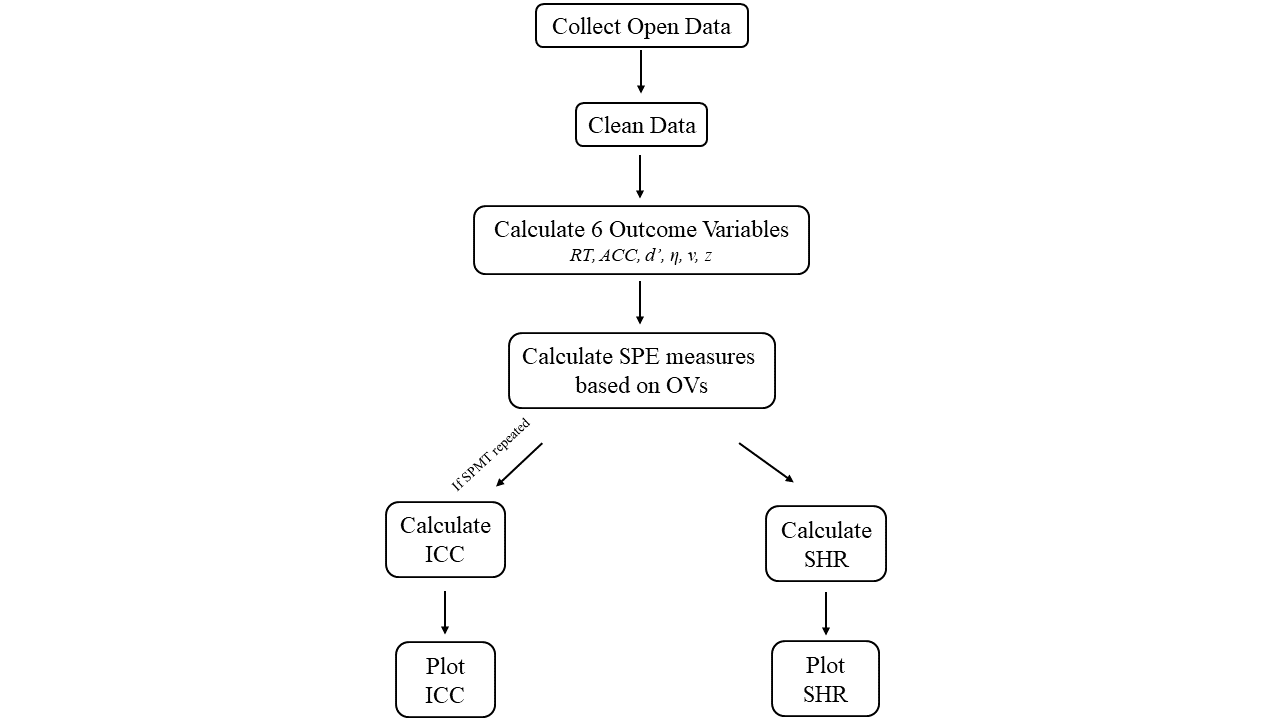 Collect Open Data
Clean Data
Calculate 6 Outcome Variables
RT, ACC, d’, η, v, z
Calculate SPE measures
based on OVs
If SPMT repeated
Calculate
ICC
Calculate
SHR
Plot
ICC
Plot
SHR